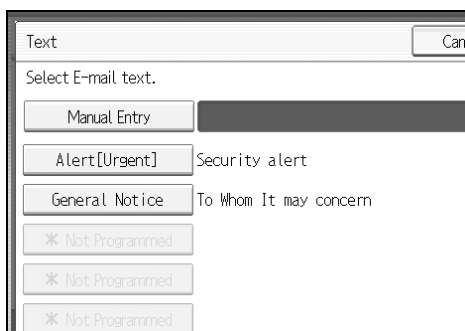 Text
Can
Select E-mail text.
Manual Entry
Alert[Urgent] Security alert
General Notice To Whom It may concern
* Not Programmed
* Not Programmed
* Not Programmed